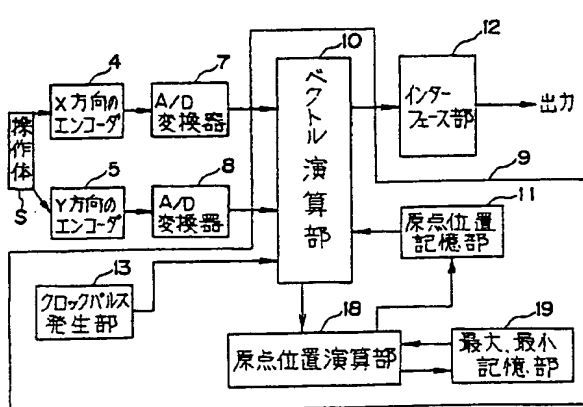 4
7
10
12
X方向の
エンコーダ
A/D
変換器
ベクトル演算部
インター
フェース部
出力
操作体
S
5
8
9
Y方向の
エンコーダ
A/D
変換器
11
原点位置
記憶部
13
クロックパルス
発生部
18
原点位置演算部
19
最大、最小
記憶部